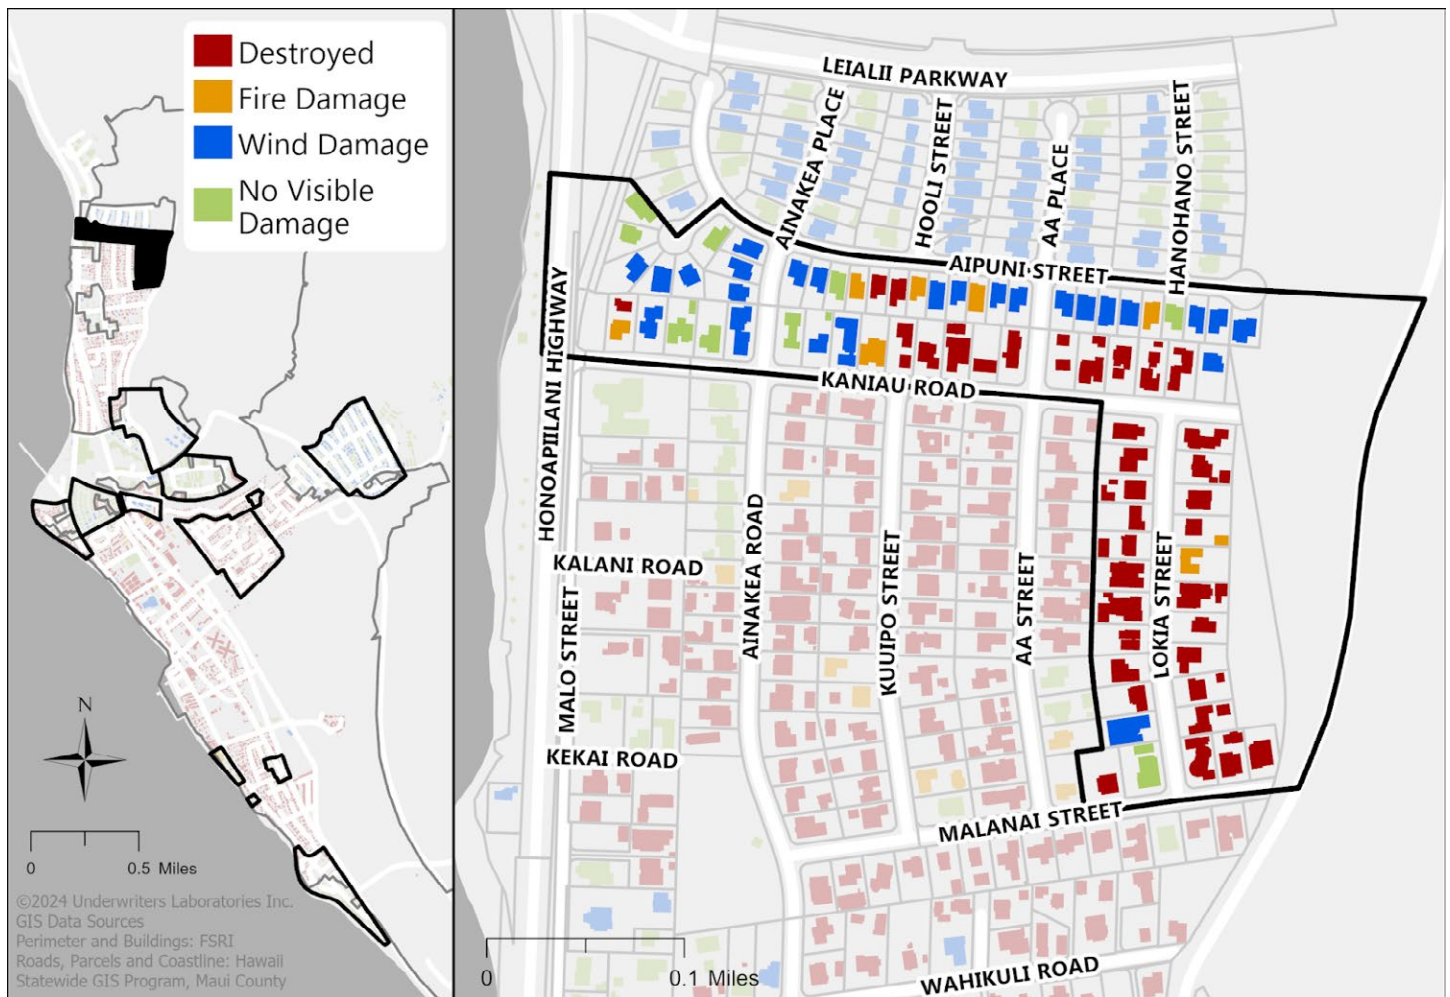 Destroyed
Fire Damage
Wind Damage
No Visible
Damage
N
0
0.5 Miles
©2024 Underwriters Laboratories Inc.
GIS Data Sources
Perimeter and Buildings: FSRI
Roads, Parcels and Coastline: Hawaii
Statewide GIS Program, Maui County
LEIALII PARKWAY
AINAKEA PLACE
HOOLI STREET
AA PLACE
HANOHANO STREET
AIPUNI STREET
HONOAPIILANI HIGHWAY
KANIAU ROAD
KALANI ROAD
MALO STREET
AINAKEA ROAD
KUUIPO STREET
AA STREET
LOKIA STREET
KEKAI ROAD
MALANAI STREET
WAHIKULI ROAD
0
0.1 Miles